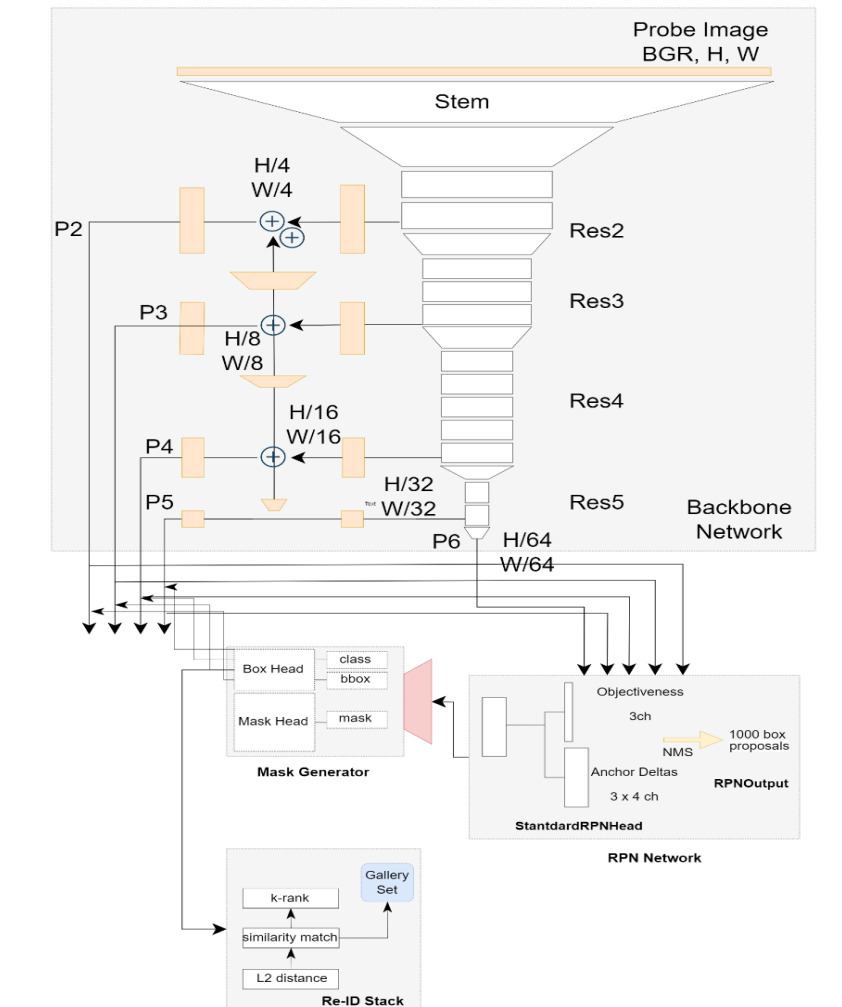 Probe Image
BGR, H, W
Stem
H/4
W/4
P2
Res2
P3
Res3
H/8
W/8
Res4
H/16
W/16
P4
H/32
W/32
Text
P5
Res5
Backbone
Network
P6
H/64
W/64
Box Head
class
bbox
Mask Head
mask
Mask Generator
Objectiveness
3ch
NMS
1000 box
proposals
Anchor Deltas
3 x 4 ch
RPNOutput
StantdardRPNHead
RPN Network
Gallery
Set
k-rank
similarity match
L2 distance
Re-ID Stack